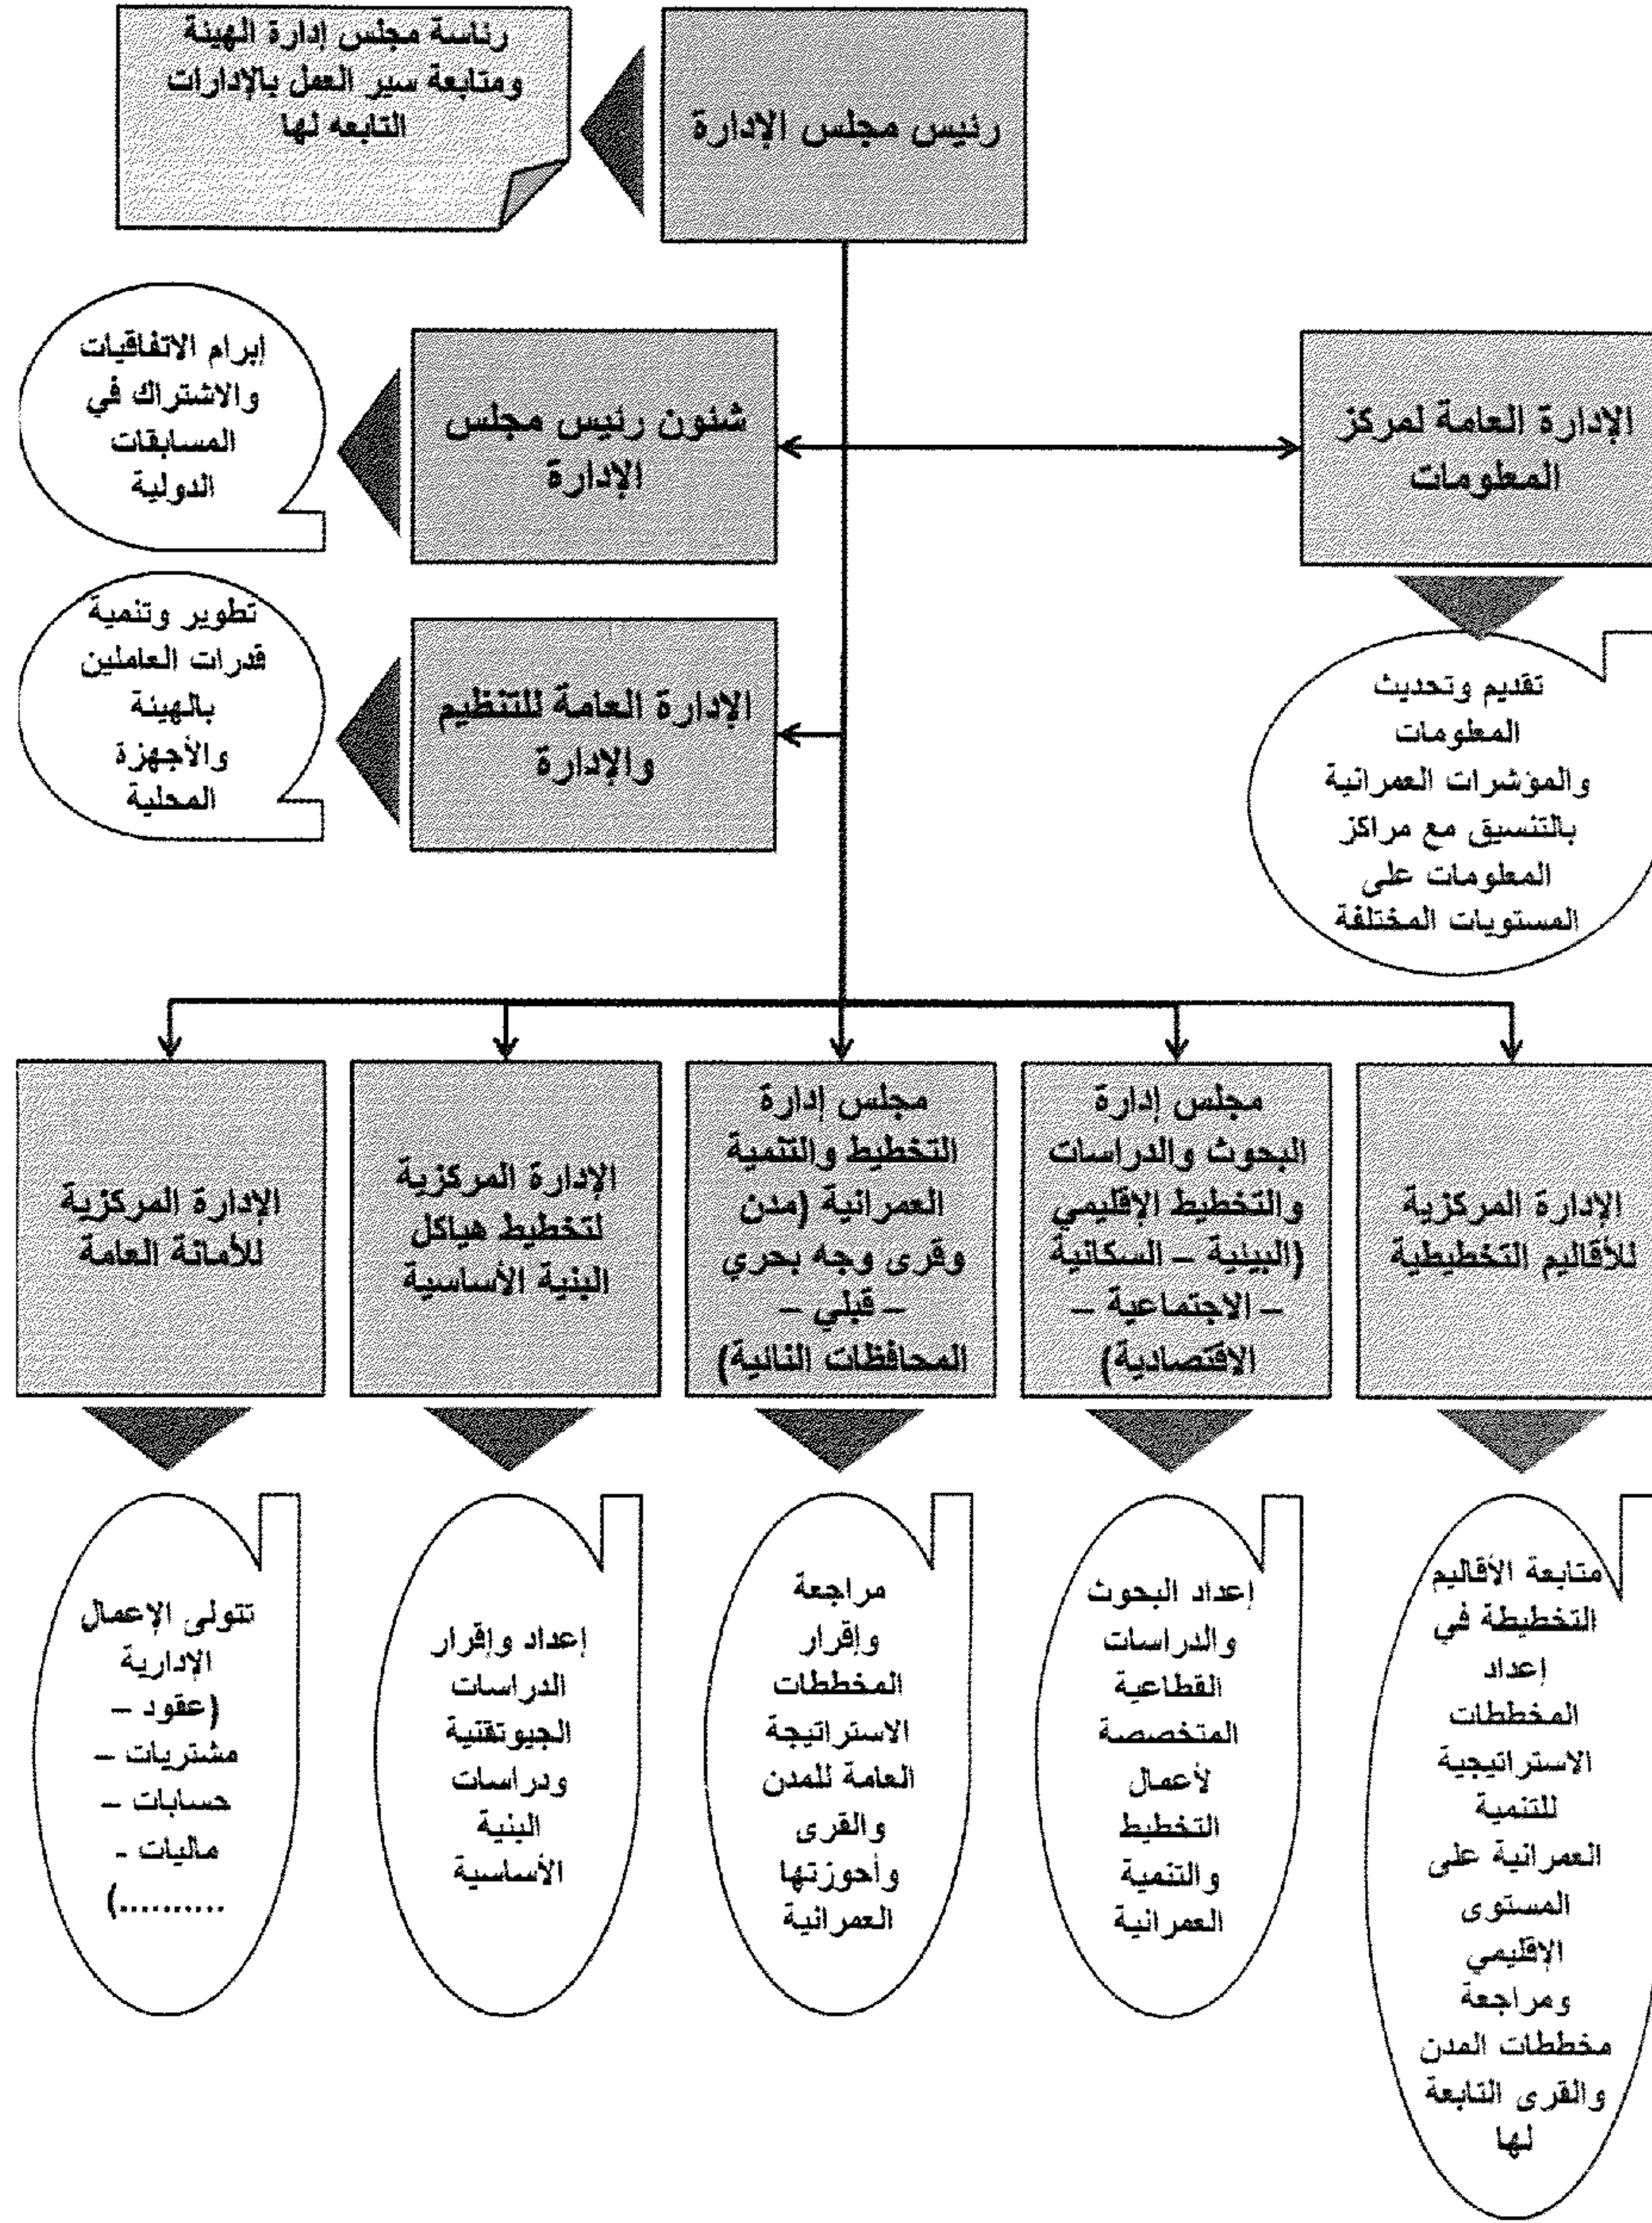 رئيس مجلس الإدارة
رئاسة مجلس إدارة الهيئة
ومتابعة سير العمل بالإدارات
التابعه لها
الإدارة العامة لمركز
المعلومات
تقديم وتحديث
المعلومات
والمؤشرات العمرانية
بالتنسيق مع مراكز
المعلومات على
المستويات المختلفة
شئون رئيس مجلس
الإدارة
إبرام الاتفاقيات
والاشتراك في
المسابقات
الدولية
الإدارة العامة للتنظيم
والإدارة
تطوير وتنمية
قدرات العاملين
بالهيئة
والأجهزة
المحلية
الإدارة المركزية
للأقاليم التخطيطية
مجلس إدارة
البحوث والدراسات
والتخطيط الإقليمي
(البيئية – السكانية
– الاجتماعية –
الإقتصادية)
مجلس إدارة
التخطيط والتنمية
العمرانية (مدن
وقرى وجه بحري
– قبلي –
المحافظات النائية)
الإدارة المركزية
لتخطيط هياكل
البنية الأساسية
الإدارة المركزية
للأمانة العامة
متابعة الأقاليم
التخطيطة في
إعداد
المخططات
الاستراتيجية
للتنمية
العمرانية على
المستوى
الإقليمي
ومراجعة
مخططات المدن
والقرى التابعة
لها
إعداد البحوث
والدراسات
القطاعية
المتخصصة
لأعمال
التخطيط
والتنمية
العمرانية
مراجعة
وإقرار
المخططات
الاستراتيجة
العامة للمدن
والقرى
وأحوزتها
العمرانية
إعداد وإقرار
الدراسات
الجيوتقنية
ودراسات
البنية
الأساسية
تتولى الإعمال
الإدارية
(عقود –
مشتريات –
حسابات –
ماليات -
..........)